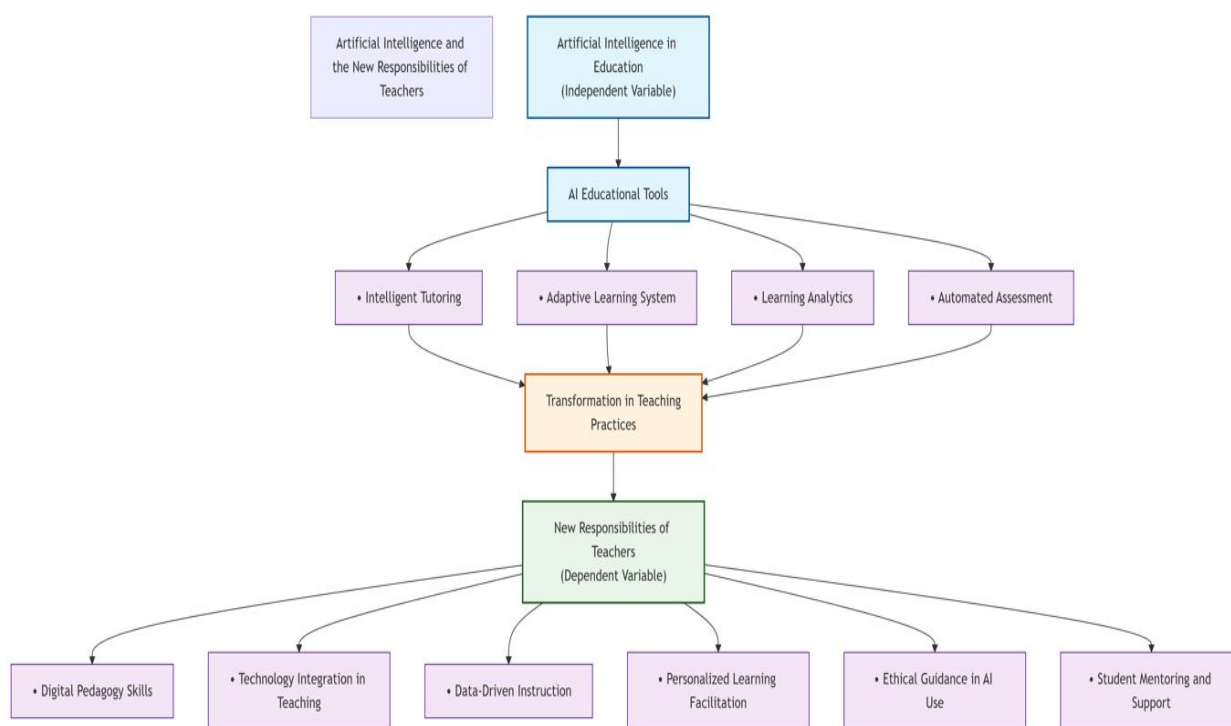 Artificial Intelligence and
the New Responsibilities of
Teachers
Artificial Intelligence in
Education
(Independent Variable)
AI Educational Tools
• Intelligent Tutoring
• Adaptive Learning System
• Learning Analytics
• Automated Assessment
Transformation in Teaching
Practices
New Responsibilities of
Teachers
(Dependent Variable)
• Digital Pedagogy Skills
• Technology Integration in
Teaching
• Data-Driven Instruction
• Personalized Learning
Facilitation
• Ethical Guidance in AI
Use
• Student Mentoring and
Support